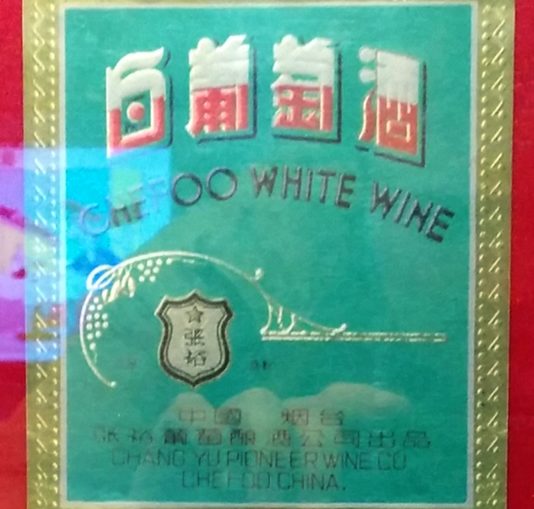 白葡萄酒
CHEFOO WHITE WINE
张裕
中國 烟台
张裕葡萄酿酒公司出品
CHANG YU PIONEER WINE CO
CHEFOO.CHINA.